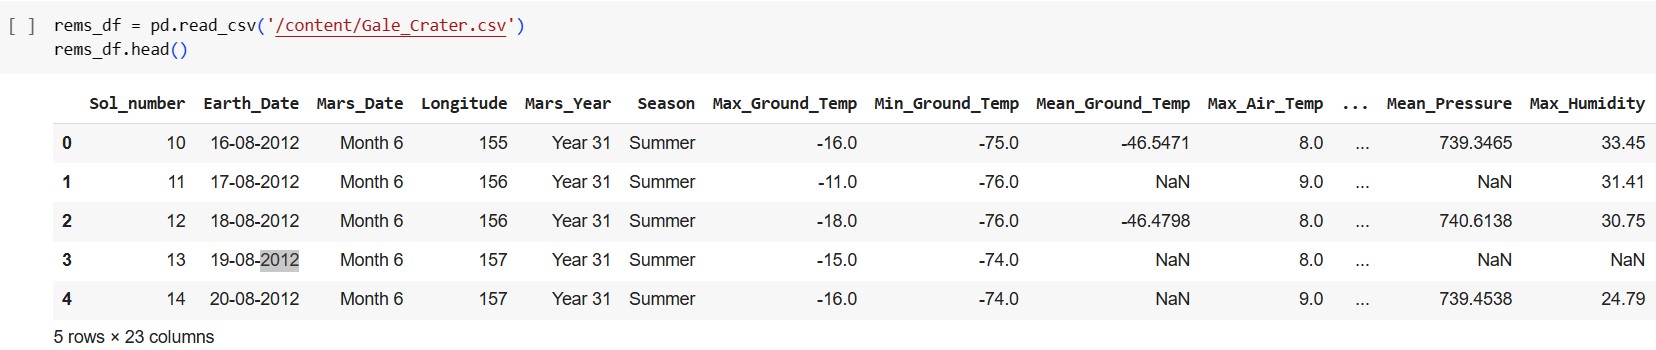 [ ] rems_df = pd.read_csv('/content/Gale_Crater.csv')
rems_df.head()
Sol_number Earth_Date Mars_Date Longitude Mars_Year Season Max_Ground_Temp Min_Ground_Temp Mean_Ground_Temp Max_Air_Temp ... Mean_Pressure Max_Humidity
0 10 16-08-2012 Month 6 155 Year 31 Summer -16.0 -75.0 -46.5471 8.0 ... 739.3465 33.45
1 11 17-08-2012 Month 6 156 Year 31 Summer -11.0 -76.0 NaN 9.0 ... NaN 31.41
2 12 18-08-2012 Month 6 156 Year 31 Summer -18.0 -76.0 -46.4798 8.0 ... 740.6138 30.75
3 13 19-08-2012 Month 6 157 Year 31 Summer -15.0 -74.0 NaN 8.0 ... NaN NaN
4 14 20-08-2012 Month 6 157 Year 31 Summer -16.0 -74.0 NaN 9.0 ... 739.4538 24.79
5 rows × 23 columns